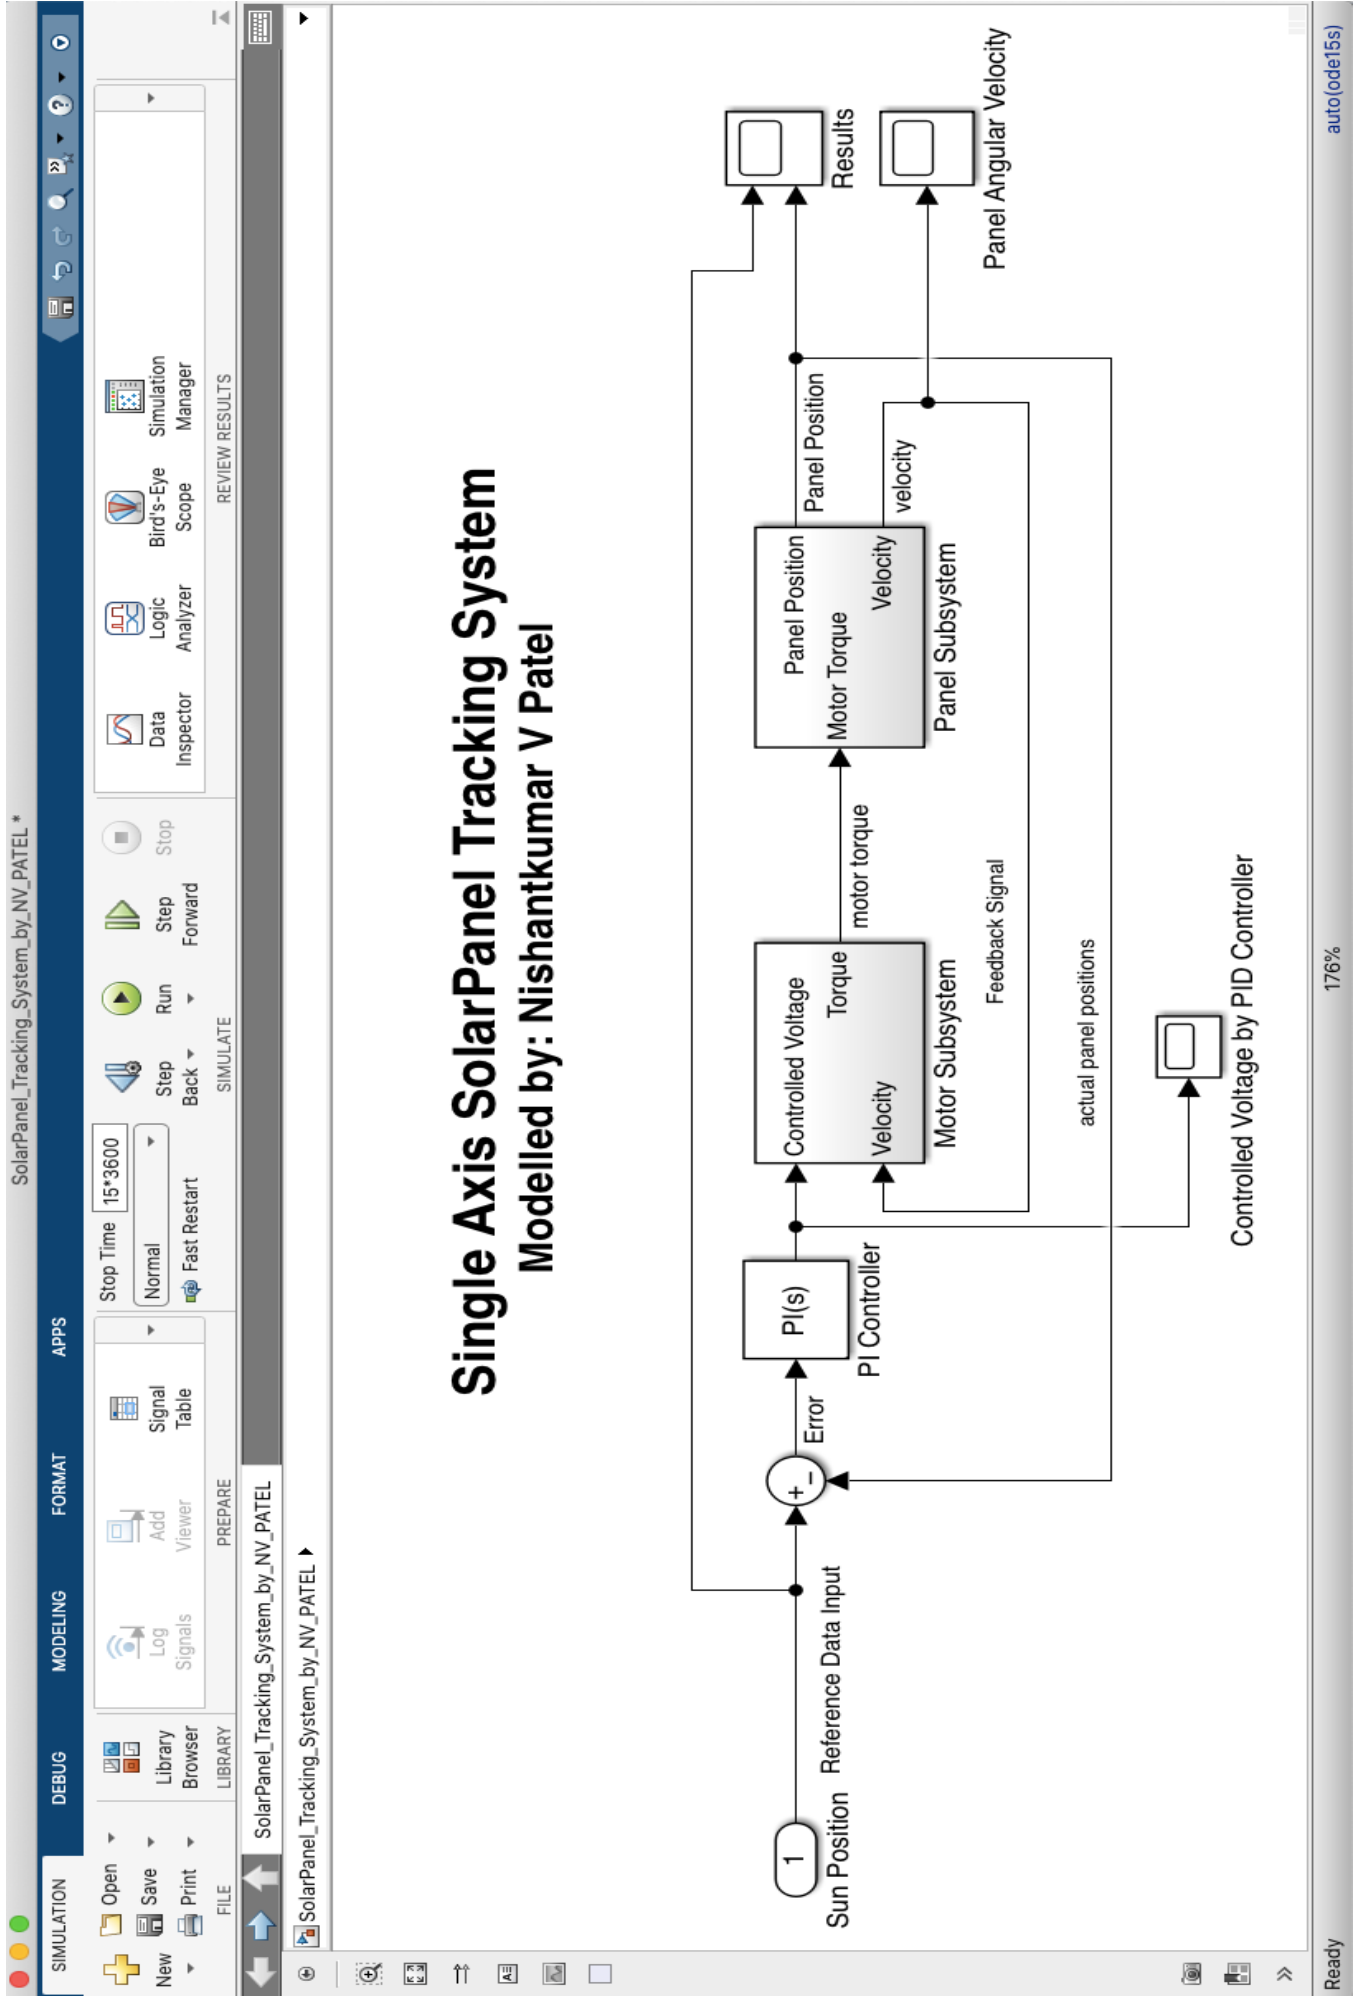 SolarPanel_Tracking_System_by_NV_PATEL *
SIMULATION
DEBUG
MODELING
FORMAT
APPS
New
Open
Save
Print
FILE
Library
Browser
LIBRARY
Log
Signals
Add
Viewer
Signal
Table
PREPARE
Stop Time 15*3600
Normal
Fast Restart
Step
Back
Run
Step
Forward
Stop
SIMULATE
Data
Inspector
Logic
Analyzer
Bird's-Eye
Scope
Simulation
Manager
REVIEW RESULTS
SolarPanel_Tracking_System_by_NV_PATEL
SolarPanel_Tracking_System_by_NV_PATEL
Single Axis SolarPanel Tracking System
Modelled by: Nishantkumar V Patel
1
Sun Position
Reference Data Input
+
−
Error
PI(s)
PI Controller
Controlled Voltage
Torque
Velocity
Motor Subsystem
motor torque
Panel Position
Motor Torque
Velocity
Panel Subsystem
Panel Position
velocity
Results
Panel Angular Velocity
Feedback Signal
actual panel positions
Controlled Voltage by PID Controller
Ready
176%
auto(ode15s)